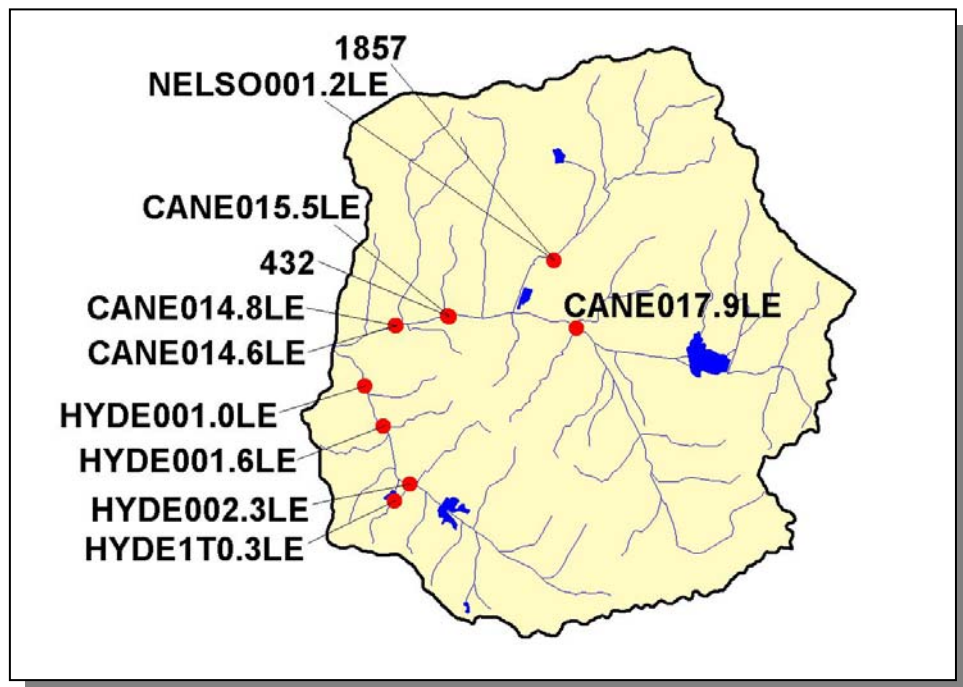 1857
NELSO001.2LE
CANE015.5LE
432
CANE014.8LE
CANE017.9LE
CANE014.6LE
HYDE001.0LE
HYDE001.6LE
HYDE002.3LE
HYDE1T0.3LE